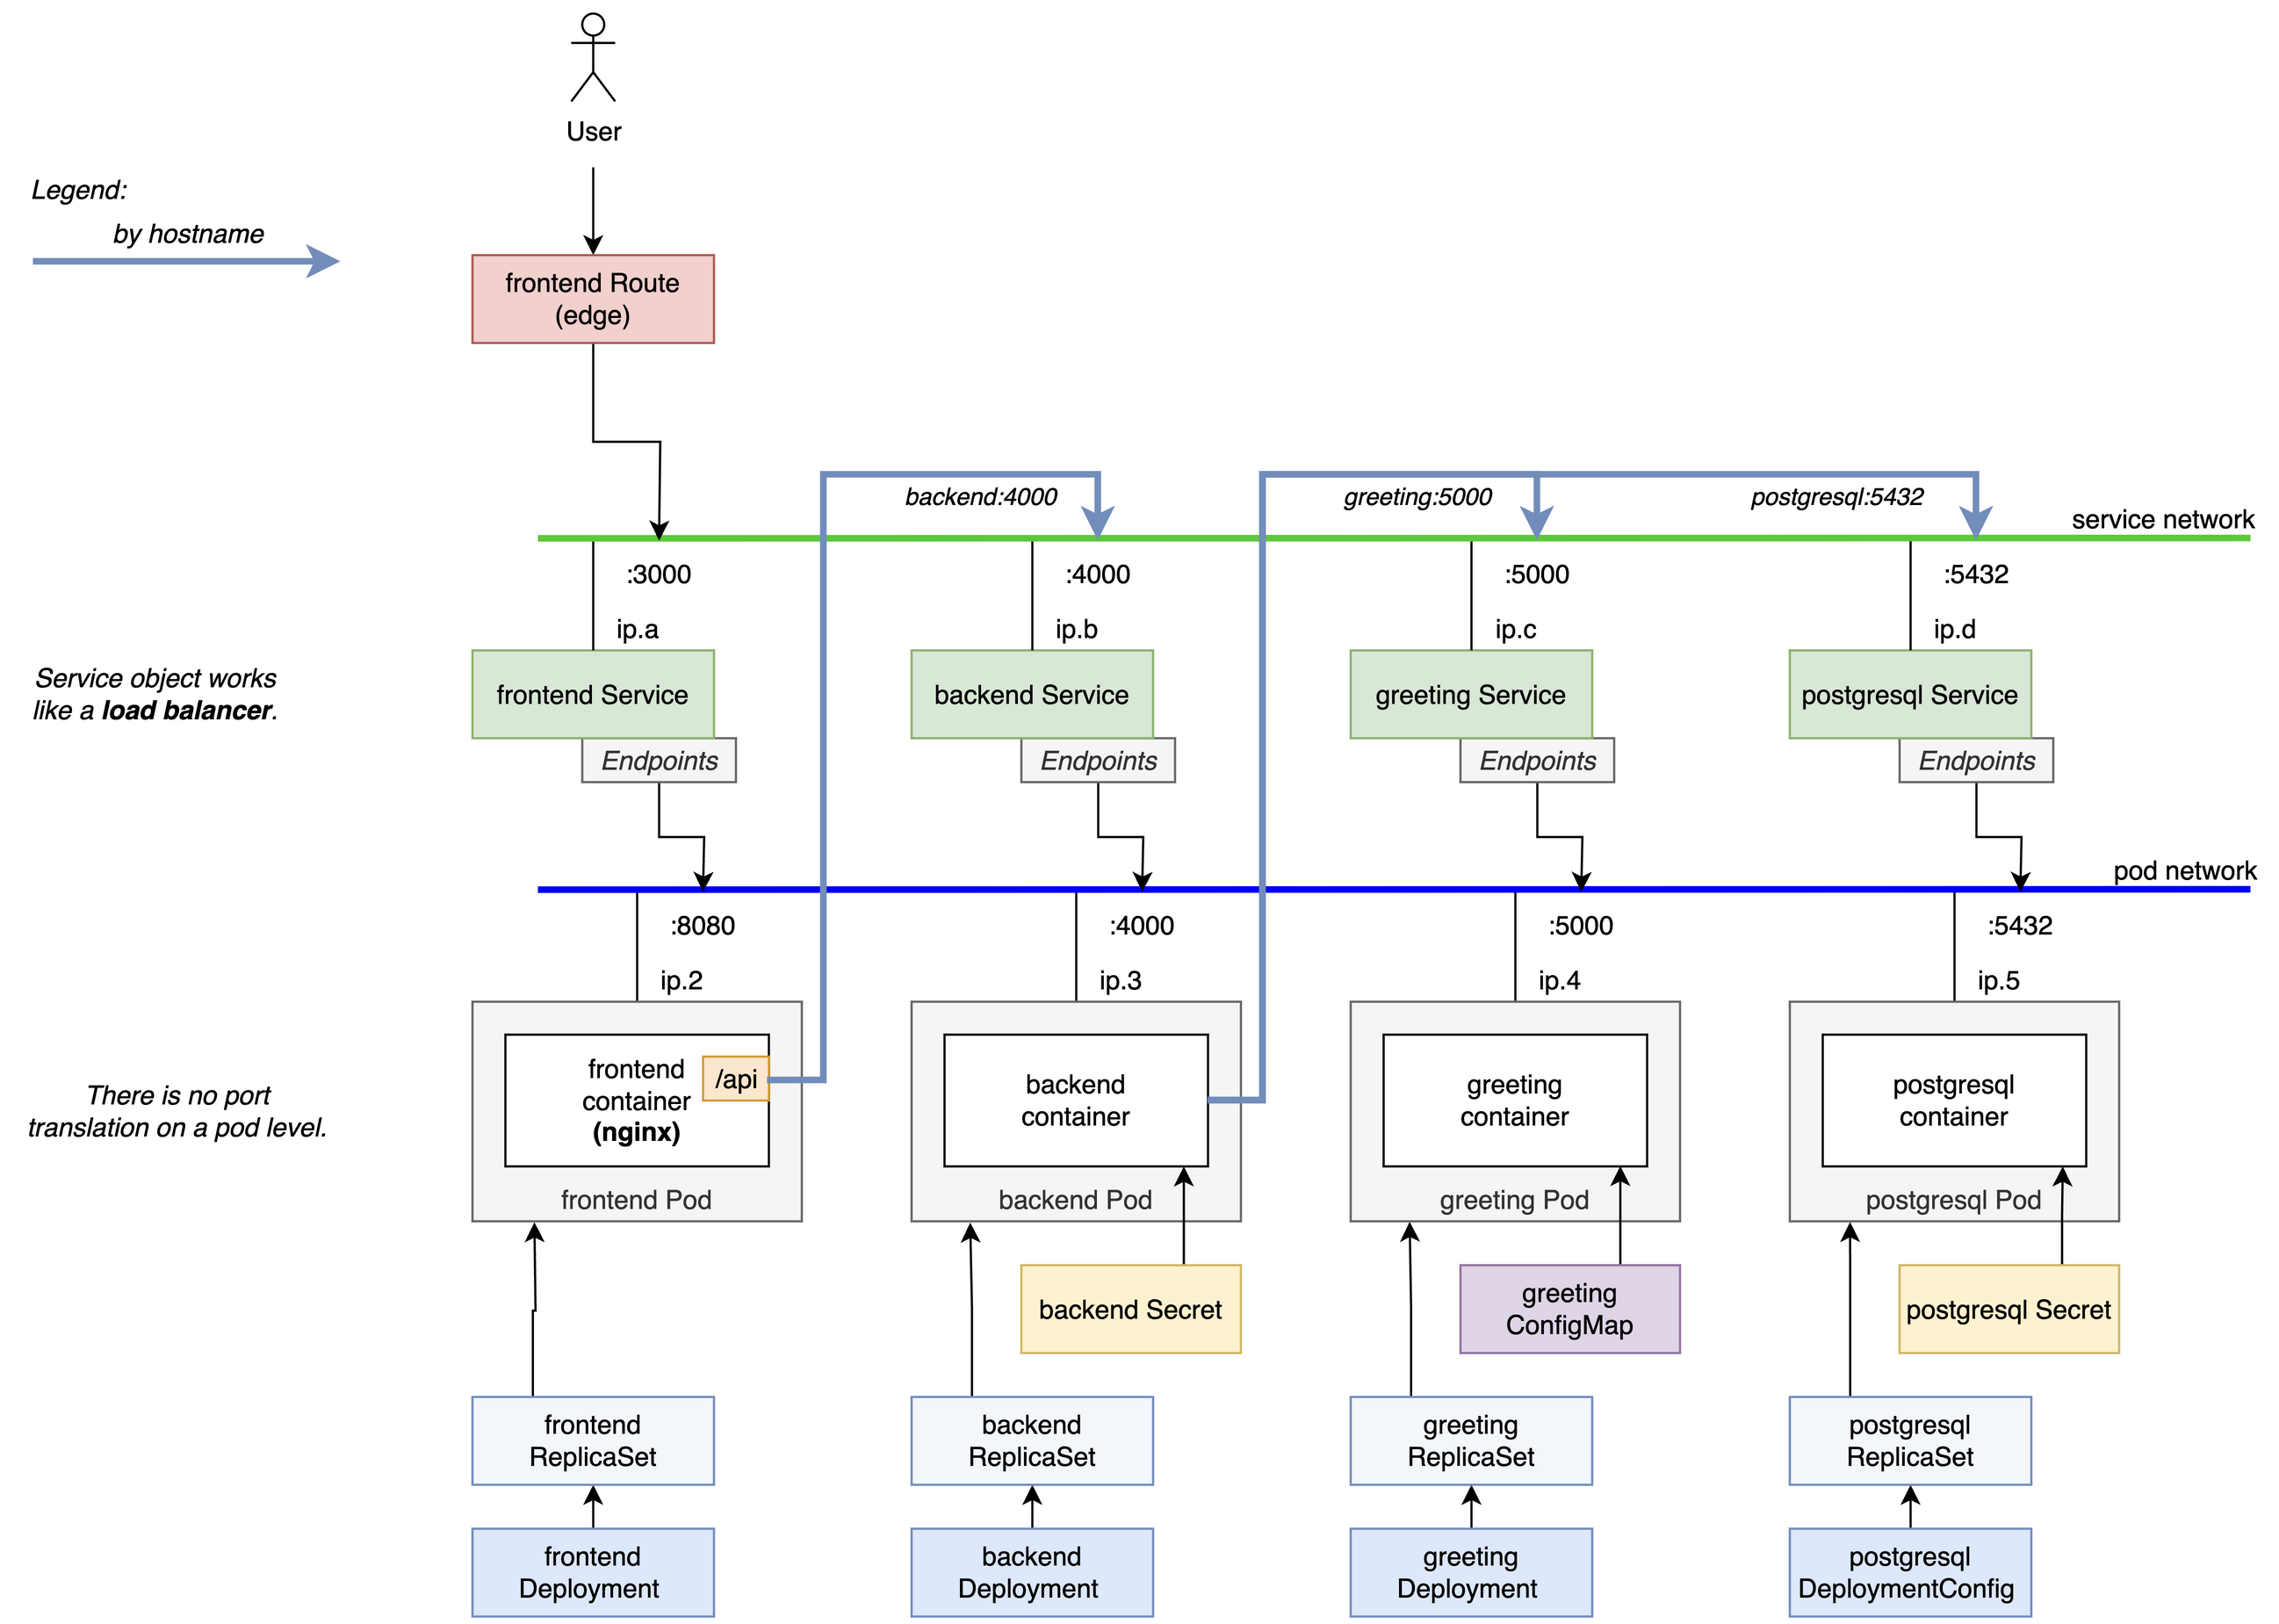 User
Legend:
by hostname
frontend Route
(edge)
backend:4000
greeting:5000
postgresql:5432
service network
:3000
:4000
:5000
:5432
ip.a
ip.b
ip.c
ip.d
Service object works
like a load balancer.
frontend Service
backend Service
greeting Service
postgresql Service
Endpoints
Endpoints
Endpoints
Endpoints
pod network
:8080
:4000
:5000
:5432
ip.2
ip.3
ip.4
ip.5
There is no port
translation on a pod level.
frontend
container
(nginx)
/api
frontend Pod
backend
container
backend Pod
greeting
container
greeting Pod
postgresql
container
postgresql Pod
backend Secret
greeting
ConfigMap
postgresql Secret
frontend
ReplicaSet
backend
ReplicaSet
greeting
ReplicaSet
postgresql
ReplicaSet
frontend
Deployment
backend
Deployment
greeting
Deployment
postgresql
DeploymentConfig